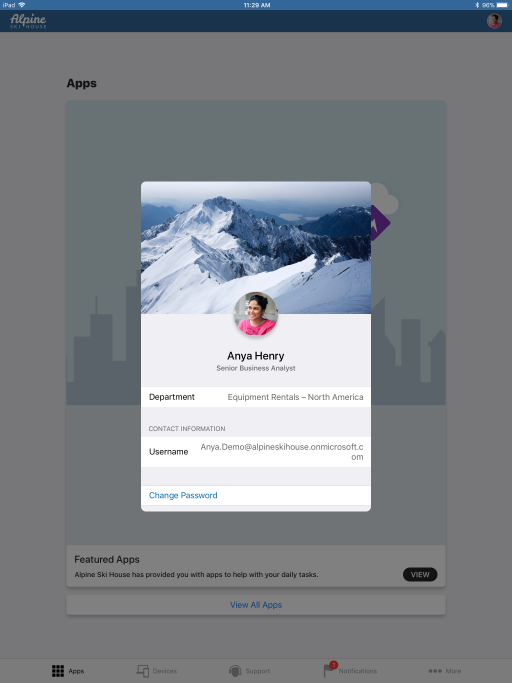 iPad
11:29 AM
96%
Alpine
SKI HOUSE
Apps
Anya Henry
Senior Business Analyst
Department Equipment Rentals – North America
CONTACT INFORMATION
Username Anya.Demo@alpineskihouse.onmicrosoft.c
om
Change Password
Featured Apps
Alpine Ski House has provided you with apps to help with your daily tasks.
VIEW
View All Apps
Apps
Devices
Support
1
Notifications
More